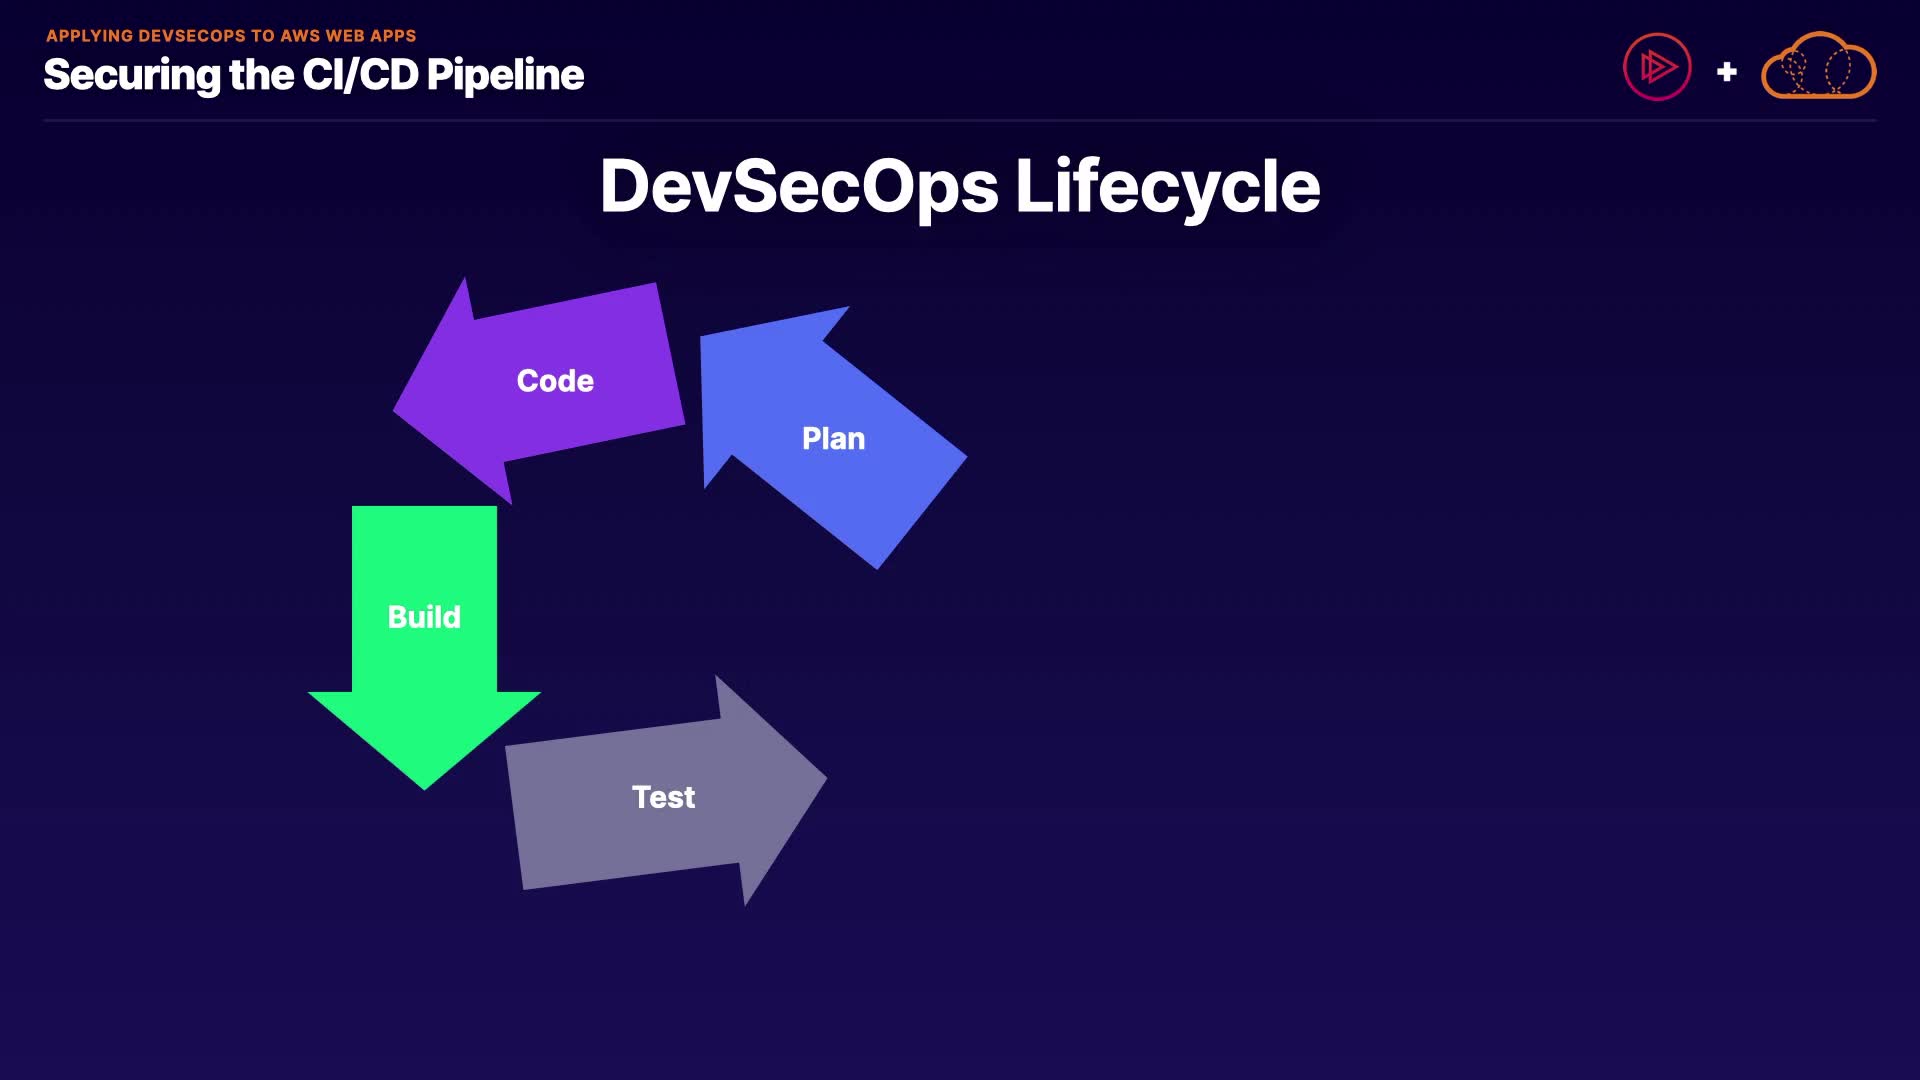 APPLYING DEVSECOPS TO AWS WEB APPS
Securing the CI/CD Pipeline
DevSecOps Lifecycle
Code
Plan
Build
Test